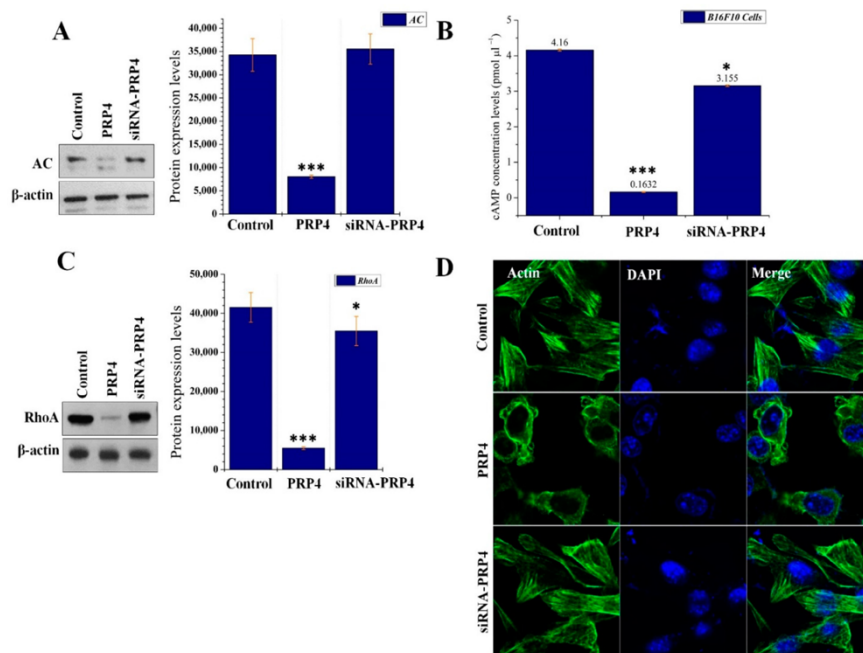 A
Control
PRP4
siRNA-PRP4
AC
β-actin
AC
Protein expression levels
40,000
35,000
30,000
25,000
20,000
15,000
10,000
5,000
0
***
Control
PRP4
siRNA-PRP4
B
B16F10 Cells
cAMP concentration levels (pmol μl⁻¹)
5
4
3
2
1
0
4.16
***
0.1632
*
3.155
Control
PRP4
siRNA-PRP4
C
Control
PRP4
siRNA-PRP4
RhoA
β-actin
RhoA
Protein expression levels
50,000
40,000
30,000
20,000
10,000
0
***
*
Control
PRP4
siRNA-PRP4
D
Actin
DAPI
Merge
Control
PRP4
siRNA-PRP4